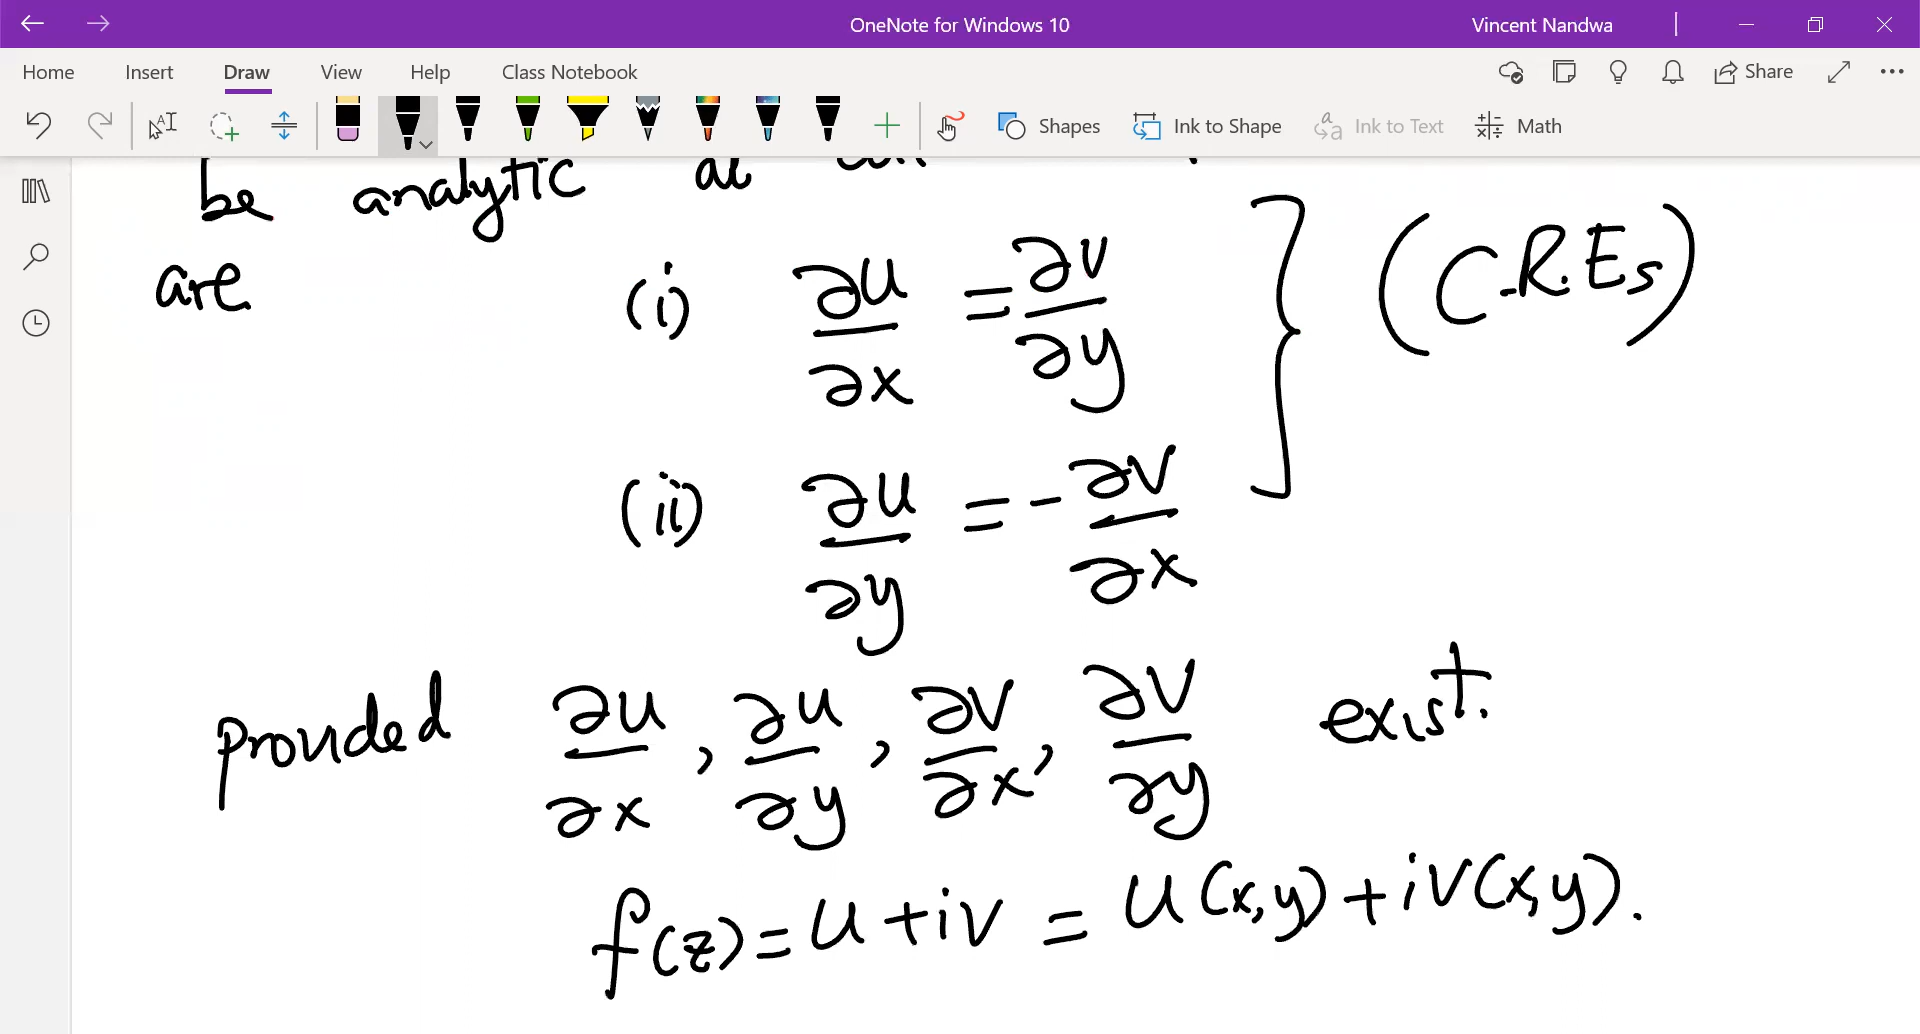 OneNote for Windows 10
Vincent Nandwa
Home Insert Draw View Help Class Notebook Share
Shapes Ink to Shape Ink to Text Math
be analytic at
are (i) ∂u/∂x = ∂v/∂y (C.R.Es)
(ii) ∂u/∂y = -∂v/∂x
provided ∂u/∂x, ∂u/∂y, ∂v/∂x, ∂v/∂y exist.
f(z) = u + iv = u(x,y) + iv(x,y).